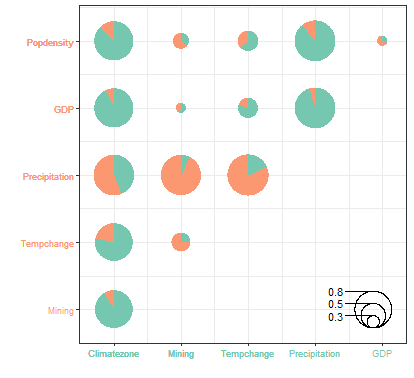 Popdensity
GDP
Precipitation
Tempchange
Mining
0.8
0.5
0.3
Climatezone Mining Tempchange Precipitation GDP